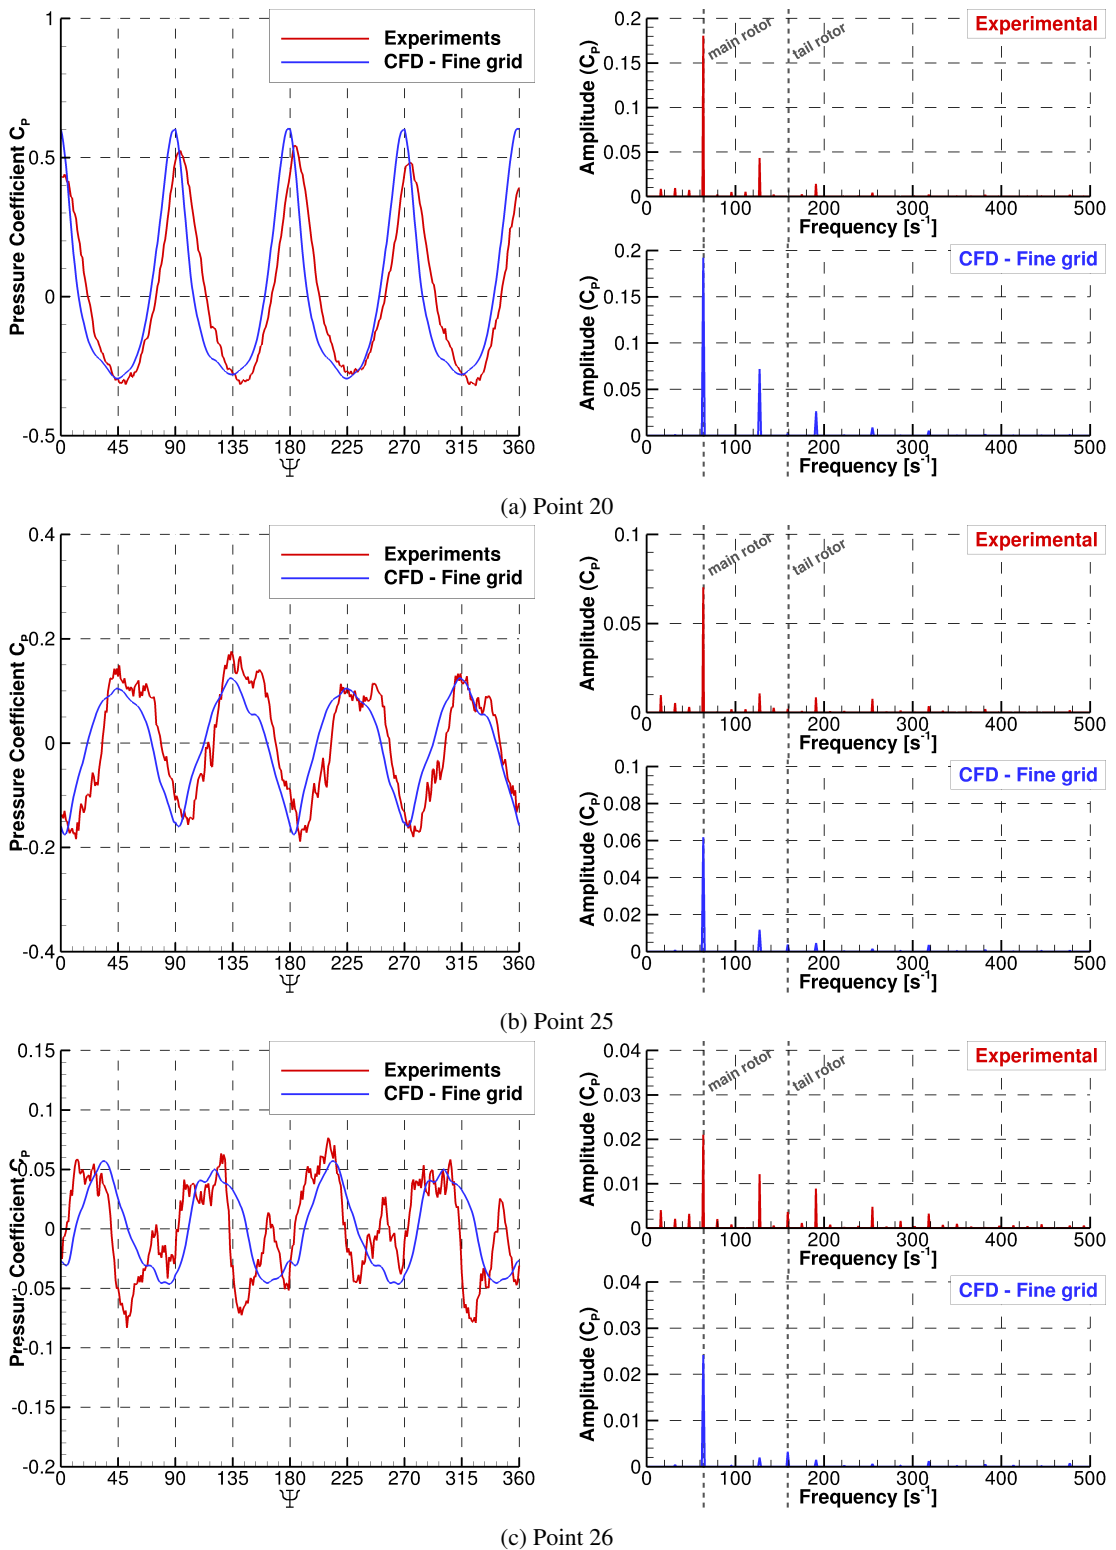 1
0.5
0
-0.5
Pressure Coefficient CP
Experiments
CFD - Fine grid
0 45 90 135 180 225 270 315 360
Ψ
0.2
0.15
0.1
0.05
0
Amplitude (CP)
main rotor
tail rotor
Experimental
0 100 200 300 400 500
Frequency [s-1]
0.2
0.15
0.1
0.05
0
Amplitude (CP)
CFD - Fine grid
0 100 200 300 400 500
Frequency [s-1]
(a) Point 20
0.4
0.2
0
-0.2
-0.4
Pressure Coefficient CP
Experiments
CFD - Fine grid
0 45 90 135 180 225 270 315 360
Ψ
0.1
0.05
0
Amplitude (CP)
main rotor
tail rotor
Experimental
0 100 200 300 400 500
Frequency [s-1]
0.1
0.08
0.06
0.04
0.02
0
Amplitude (CP)
CFD - Fine grid
0 100 200 300 400 500
Frequency [s-1]
(b) Point 25
0.15
0.1
0.05
0
-0.05
-0.1
-0.15
-0.2
Pressure Coefficient CP
Experiments
CFD - Fine grid
0 45 90 135 180 225 270 315 360
Ψ
0.04
0.03
0.02
0.01
0
Amplitude (CP)
main rotor
tail rotor
Experimental
0 100 200 300 400 500
Frequency [s-1]
0.04
0.03
0.02
0.01
0
Amplitude (CP)
CFD - Fine grid
0 100 200 300 400 500
Frequency [s-1]
(c) Point 26